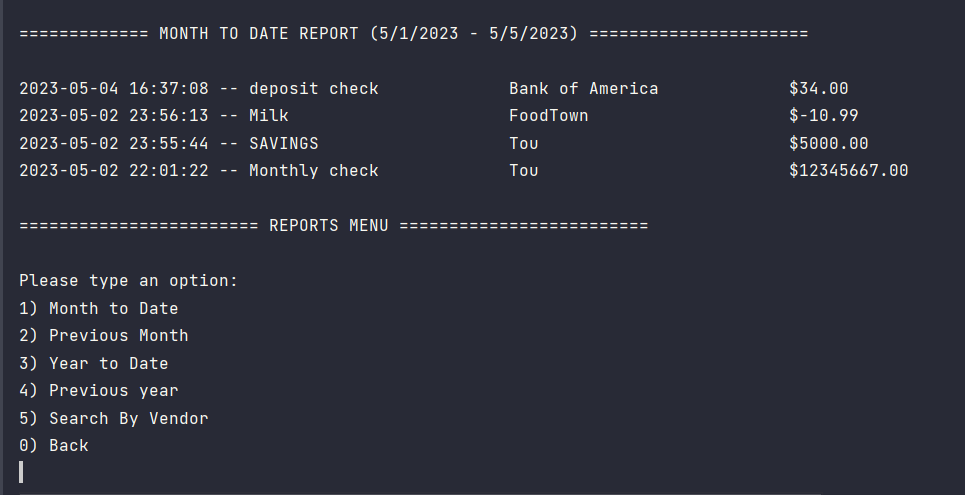 ============= MONTH TO DATE REPORT (5/1/2023 - 5/5/2023) ======================
2023-05-04 16:37:08 -- deposit check             Bank of America             $34.00
2023-05-02 23:56:13 -- Milk                      FoodTown                    $-10.99
2023-05-02 23:55:44 -- SAVINGS                   Tou                         $5000.00
2023-05-02 22:01:22 -- Monthly check             Tou                         $12345667.00
======================== REPORTS MENU =========================
Please type an option:
1) Month to Date
2) Previous Month
3) Year to Date
4) Previous year
5) Search By Vendor
0) Back